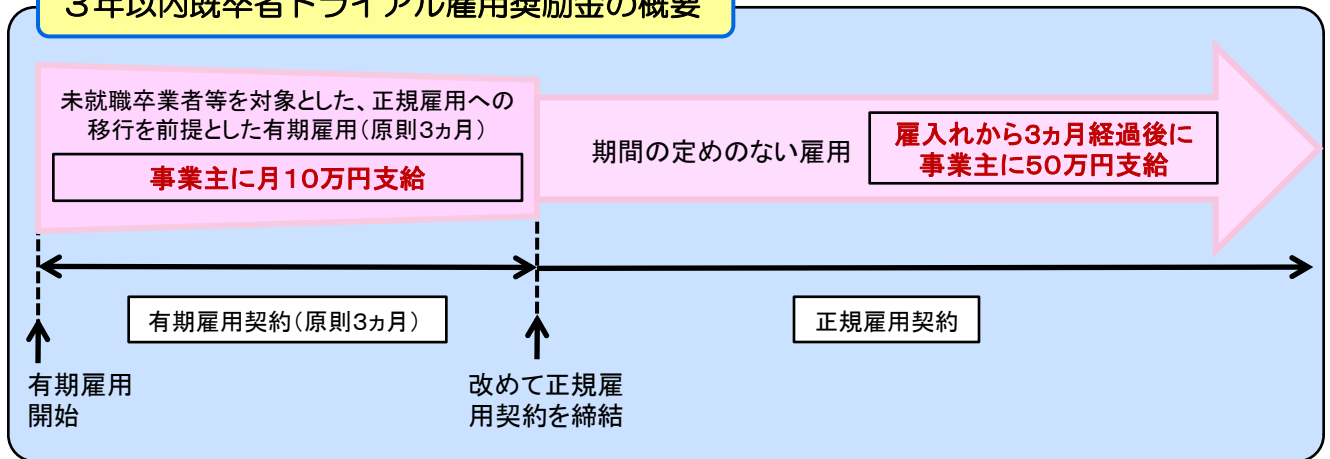 ３年以内既卒者トライアル雇用奨励金の概要
未就職卒業者等を対象とした、正規雇用への
移行を前提とした有期雇用（原則3ヵ月）
事業主に月１０万円支給
期間の定めのない雇用
雇入れから3ヵ月経過後に
事業主に５０万円支給
有期雇用契約（原則3ヵ月）
正規雇用契約
有期雇用
開始
改めて正規雇
用契約を締結